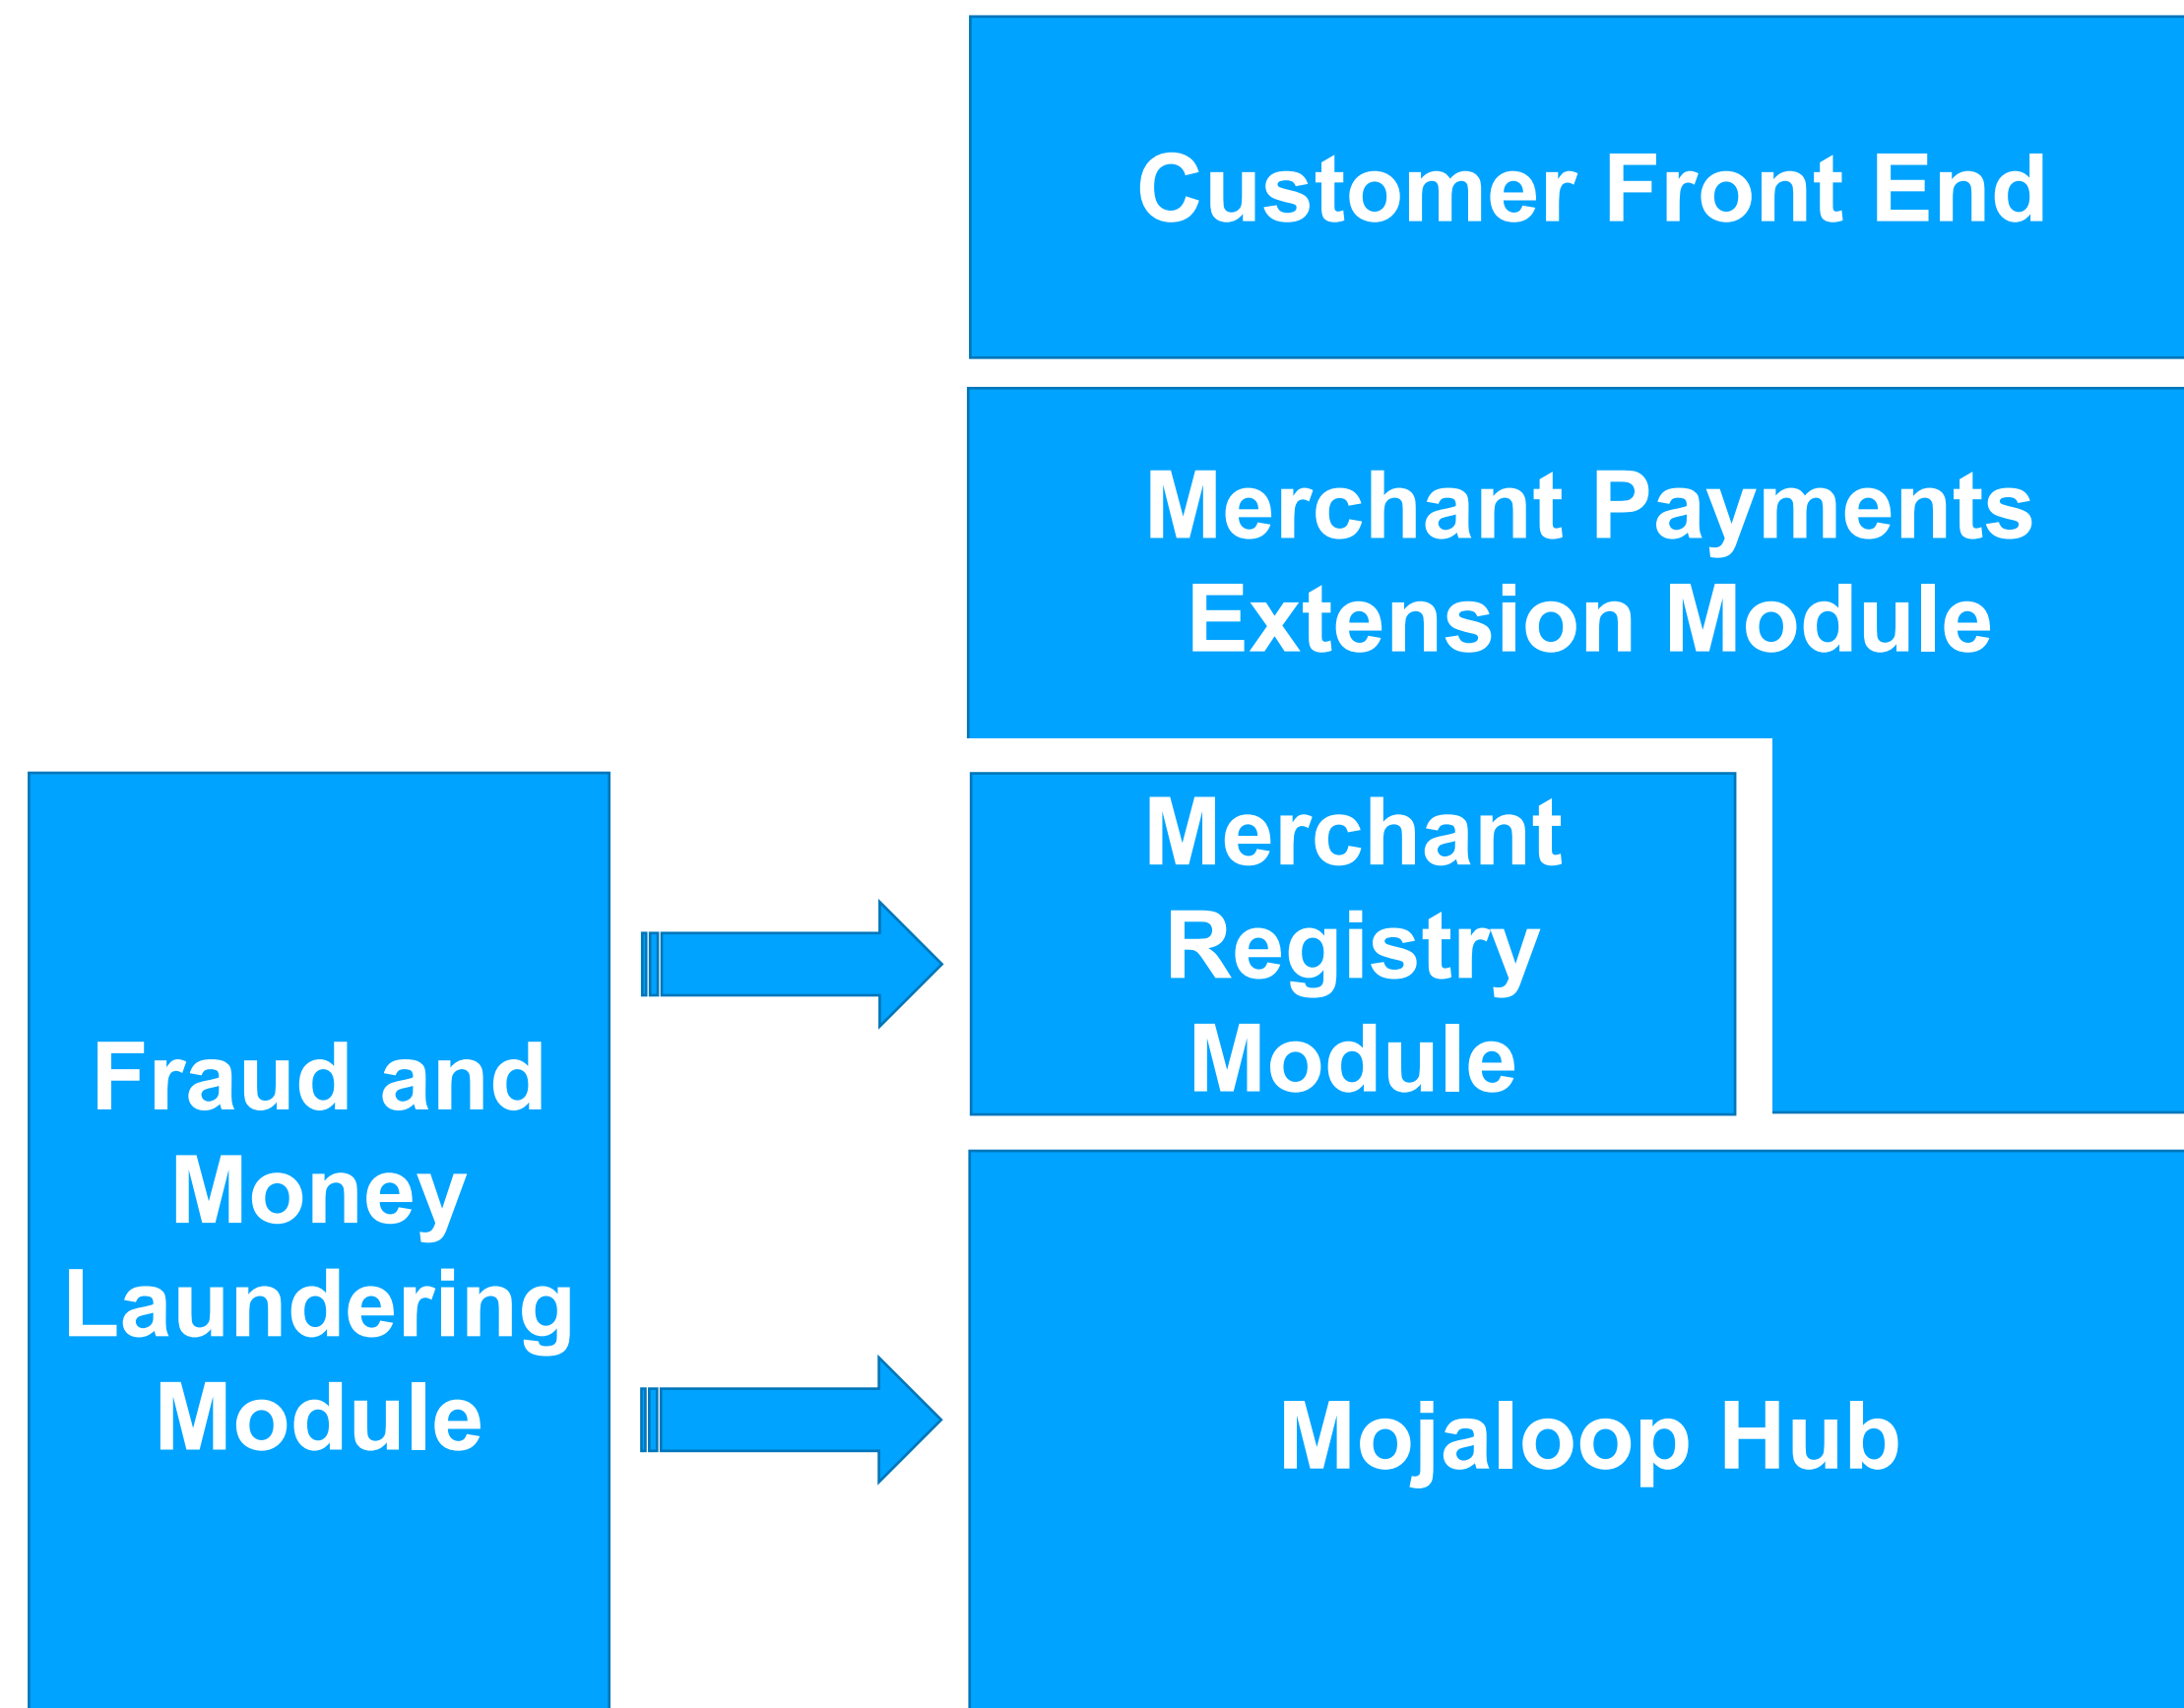 Customer Front End
Merchant Payments
Extension Module
Merchant
Registry
Module
Fraud and
Money
Laundering
Module
Mojaloop Hub